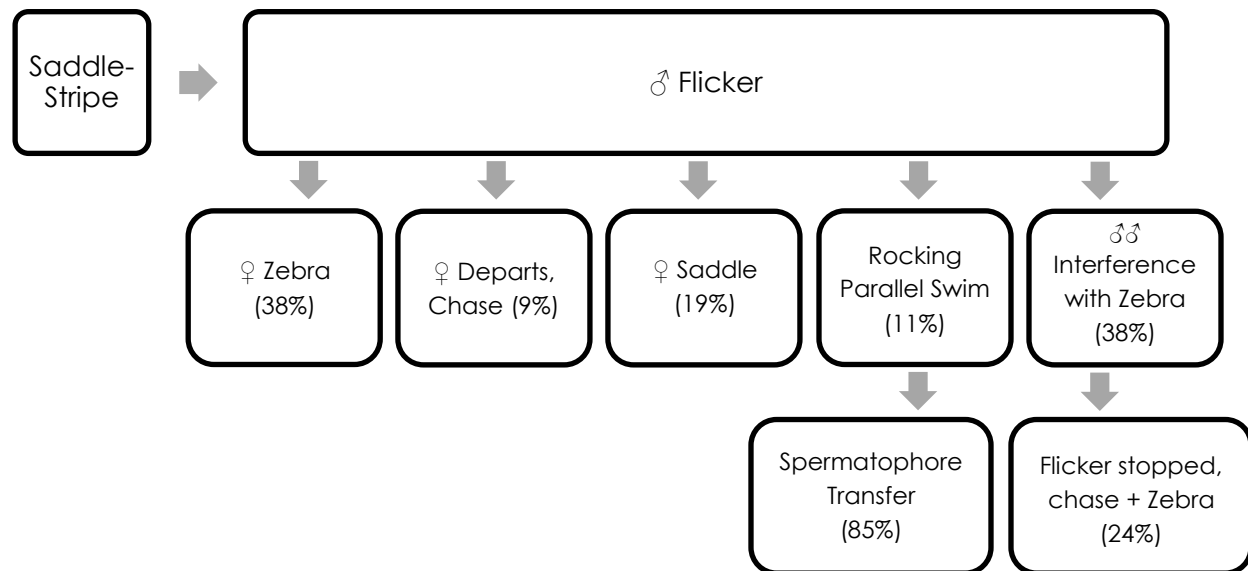 Saddle-
Stripe
♂ Flicker
♀ Zebra
(38%)
♀ Departs,
Chase (9%)
♀ Saddle
(19%)
Rocking
Parallel Swim
(11%)
♂♂
Interference
with Zebra
(38%)
Spermatophore
Transfer
(85%)
Flicker stopped,
chase + Zebra
(24%)